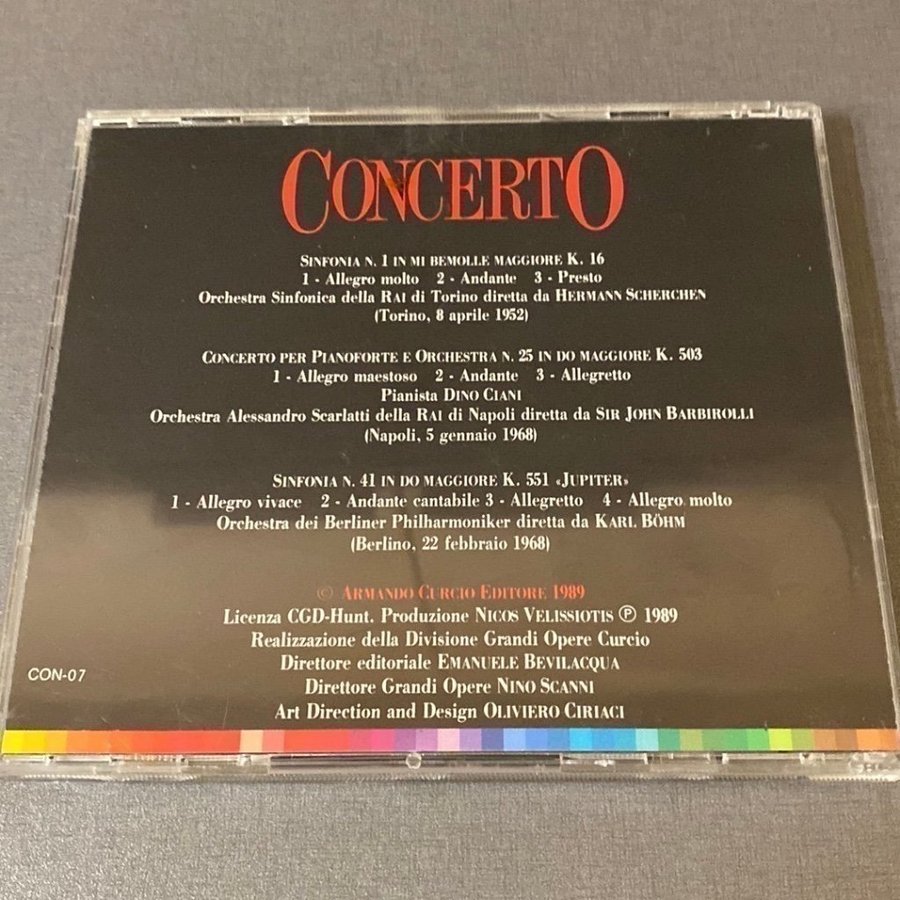 CONCERTO
SINFONIA N. 1 IN MI BEMOLLE MAGGIORE K. 16
1 - Allegro molto 2 - Andante 3 - Presto
Orchestra Sinfonica della RAI di Torino diretta da HERMANN SCHERCHEN
(Torino, 8 aprile 1952)
CONCERTO PER PIANOFORTE E ORCHESTRA N. 25 IN DO MAGGIORE K. 503
1 - Allegro maestoso 2 - Andante 3 - Allegretto
Pianista DINO CIANI
Orchestra Alessandro Scarlatti della RAI di Napoli diretta da SIR JOHN BARBIROLLI
(Napoli, 5 gennaio 1968)
SINFONIA N. 41 IN DO MAGGIORE K. 551 «JUPITER»
1 - Allegro vivace 2 - Andante cantabile 3 - Allegretto 4 - Allegro molto
Orchestra dei Berliner Philharmoniker diretta da KARL BÖHM
(Berlino, 22 febbraio 1968)
© ARMANDO CURCIO EDITORE 1989
Licenza CGD-Hunt. Produzione NICOS VELISSIOTIS ℗ 1989
Realizzazione della Divisione Grandi Opere Curcio
Direttore editoriale EMANUELE BEVILACQUA
CON-07
Direttore Grandi Opere NINO SCANNI
Art Direction and Design OLIVIERO CIRIACI